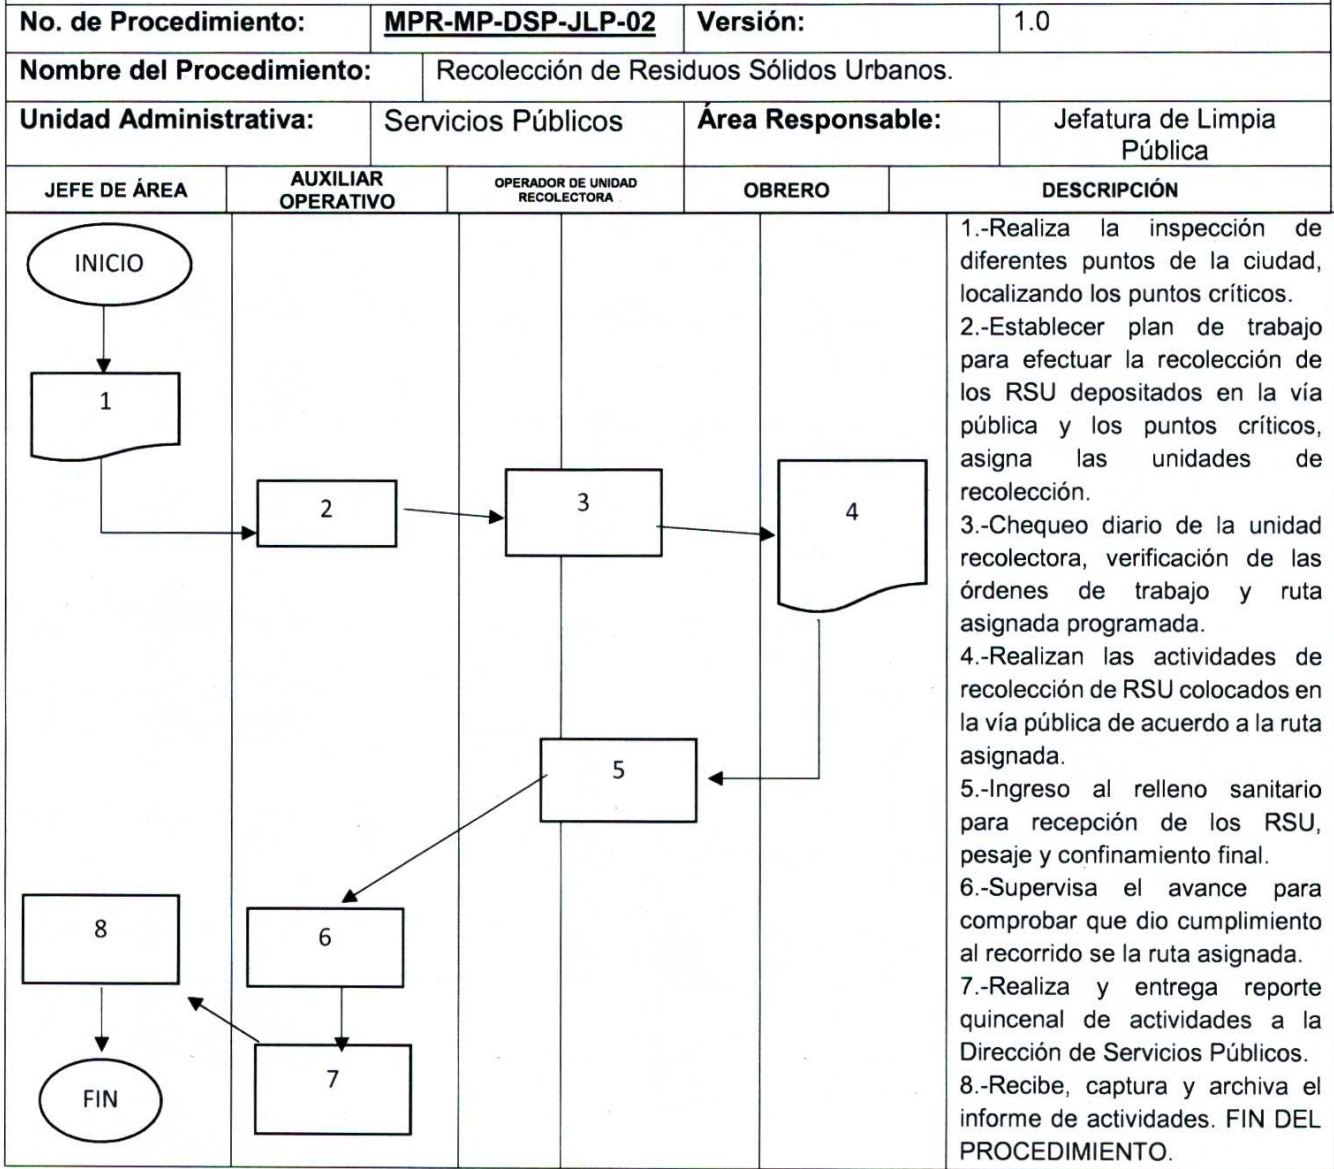 No. de Procedimiento: MPR-MP-DSP-JLP-02 Versión: 1.0
Nombre del Procedimiento: Recolección de Residuos Sólidos Urbanos.
Unidad Administrativa: Servicios Públicos Área Responsable: Jefatura de Limpia
Pública
JEFE DE ÁREA
AUXILIAR
OPERATIVO
OPERADOR DE UNIDAD
RECOLECTORA
OBRERO
DESCRIPCIÓN
INICIO
1
2
3
4
5
6
7
8
FIN
1.-Realiza la inspección de
diferentes puntos de la ciudad,
localizando los puntos críticos.
2.-Establecer plan de trabajo
para efectuar la recolección de
los RSU depositados en la vía
pública y los puntos críticos,
asigna las unidades de
recolección.
3.-Chequeo diario de la unidad
recolectora, verificación de las
órdenes de trabajo y ruta
asignada programada.
4.-Realizan las actividades de
recolección de RSU colocados en
la vía pública de acuerdo a la ruta
asignada.
5.-Ingreso al relleno sanitario
para recepción de los RSU,
pesaje y confinamiento final.
6.-Supervisa el avance para
comprobar que dio cumplimiento
al recorrido se la ruta asignada.
7.-Realiza y entrega reporte
quincenal de actividades a la
Dirección de Servicios Públicos.
8.-Recibe, captura y archiva el
informe de actividades. FIN DEL
PROCEDIMIENTO.